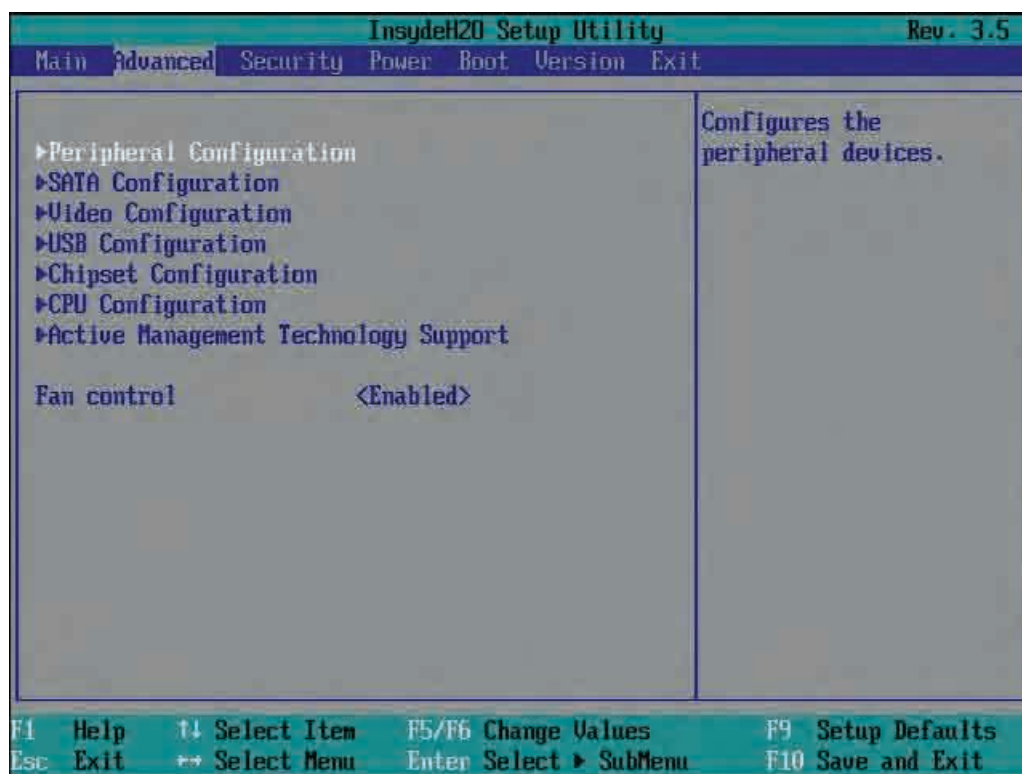 InsydeH2O Setup Utility Rev. 3.5
Main Advanced Security Power Boot Version Exit
▶Peripheral Configuration
▶SATA Configuration
▶Video Configuration
▶USB Configuration
▶Chipset Configuration
▶CPU Configuration
▶Active Management Technology Support
Fan control <Enabled>
Configures the
peripheral devices.
F1 Help ↑↓ Select Item F5/F6 Change Values F9 Setup Defaults
Esc Exit ↔ Select Menu Enter Select ▶ SubMenu F10 Save and Exit